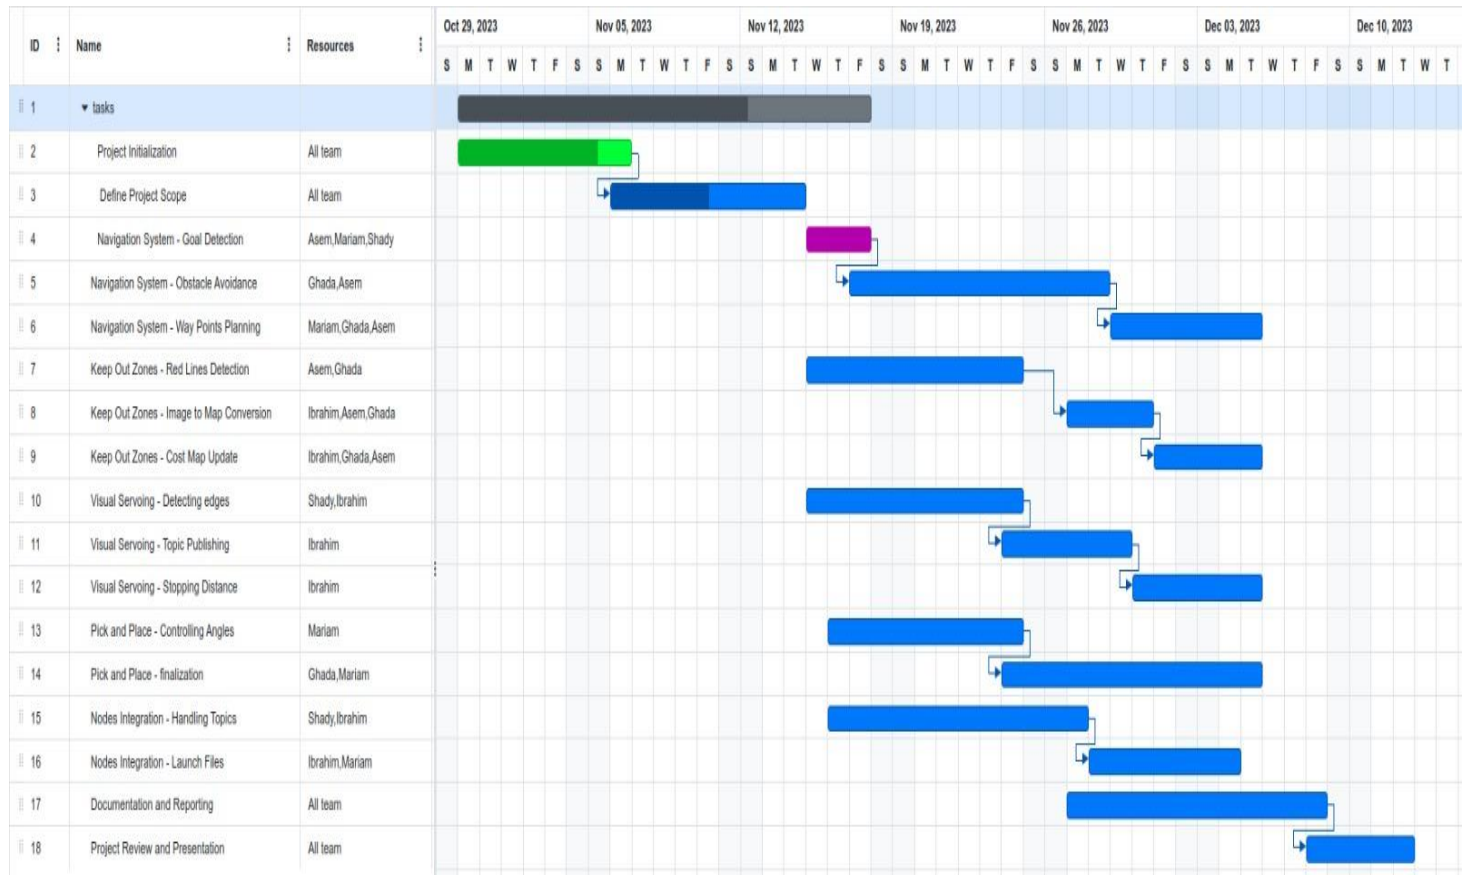 Oct 29, 2023 Nov 05, 2023 Nov 12, 2023 Nov 19, 2023 Nov 26, 2023 Dec 03, 2023 Dec 10, 2023
ID Name Resources
S M T W T F S S M T W T F S S M T W T F S S M T W T F S S M T W T F S S M T W T F S S M T W T
1 tasks
2 Project Initialization All team
3 Define Project Scope All team
4 Navigation System - Goal Detection Asem,Mariam,Shady
5 Navigation System - Obstacle Avoidance Ghada,Asem
6 Navigation System - Way Points Planning Mariam,Ghada,Asem
7 Keep Out Zones - Red Lines Detection Asem,Ghada
8 Keep Out Zones - Image to Map Conversion Ibrahim,Asem,Ghada
9 Keep Out Zones - Cost Map Update Ibrahim,Ghada,Asem
10 Visual Servoing - Detecting edges Shady,Ibrahim
11 Visual Servoing - Topic Publishing Ibrahim
12 Visual Servoing - Stopping Distance Ibrahim
13 Pick and Place - Controlling Angles Mariam
14 Pick and Place - finalization Ghada,Mariam
15 Nodes Integration - Handling Topics Shady,Ibrahim
16 Nodes Integration - Launch Files Ibrahim,Mariam
17 Documentation and Reporting All team
18 Project Review and Presentation All team